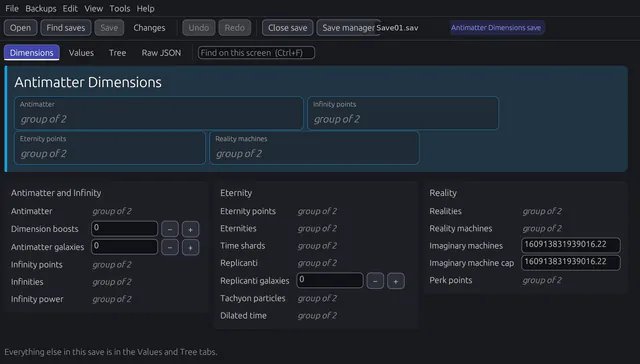 File Backups Edit View Tools Help
Open Find saves Save Changes Undo Redo Close save Save manager Save01.sav Antimatter Dimensions save
Dimensions Values Tree Raw JSON Find on this screen (Ctrl+F)
Antimatter Dimensions
Antimatter Infinity points
group of 2 group of 2
Eternity points Reality machines
group of 2 group of 2
Antimatter and Infinity
Antimatter group of 2
Dimension boosts 0 − +
Antimatter galaxies 0 − +
Infinity points group of 2
Infinities group of 2
Infinity power group of 2
Eternity
Eternity points group of 2
Eternities group of 2
Time shards group of 2
Replicanti group of 2
Replicanti galaxies 0 − +
Tachyon particles group of 2
Dilated time group of 2
Reality
Realities group of 2
Reality machines group of 2
Imaginary machines 160913831939016.22
Imaginary machine cap 160913831939016.22
Perk points group of 2
Everything else in this save is in the Values and Tree tabs.